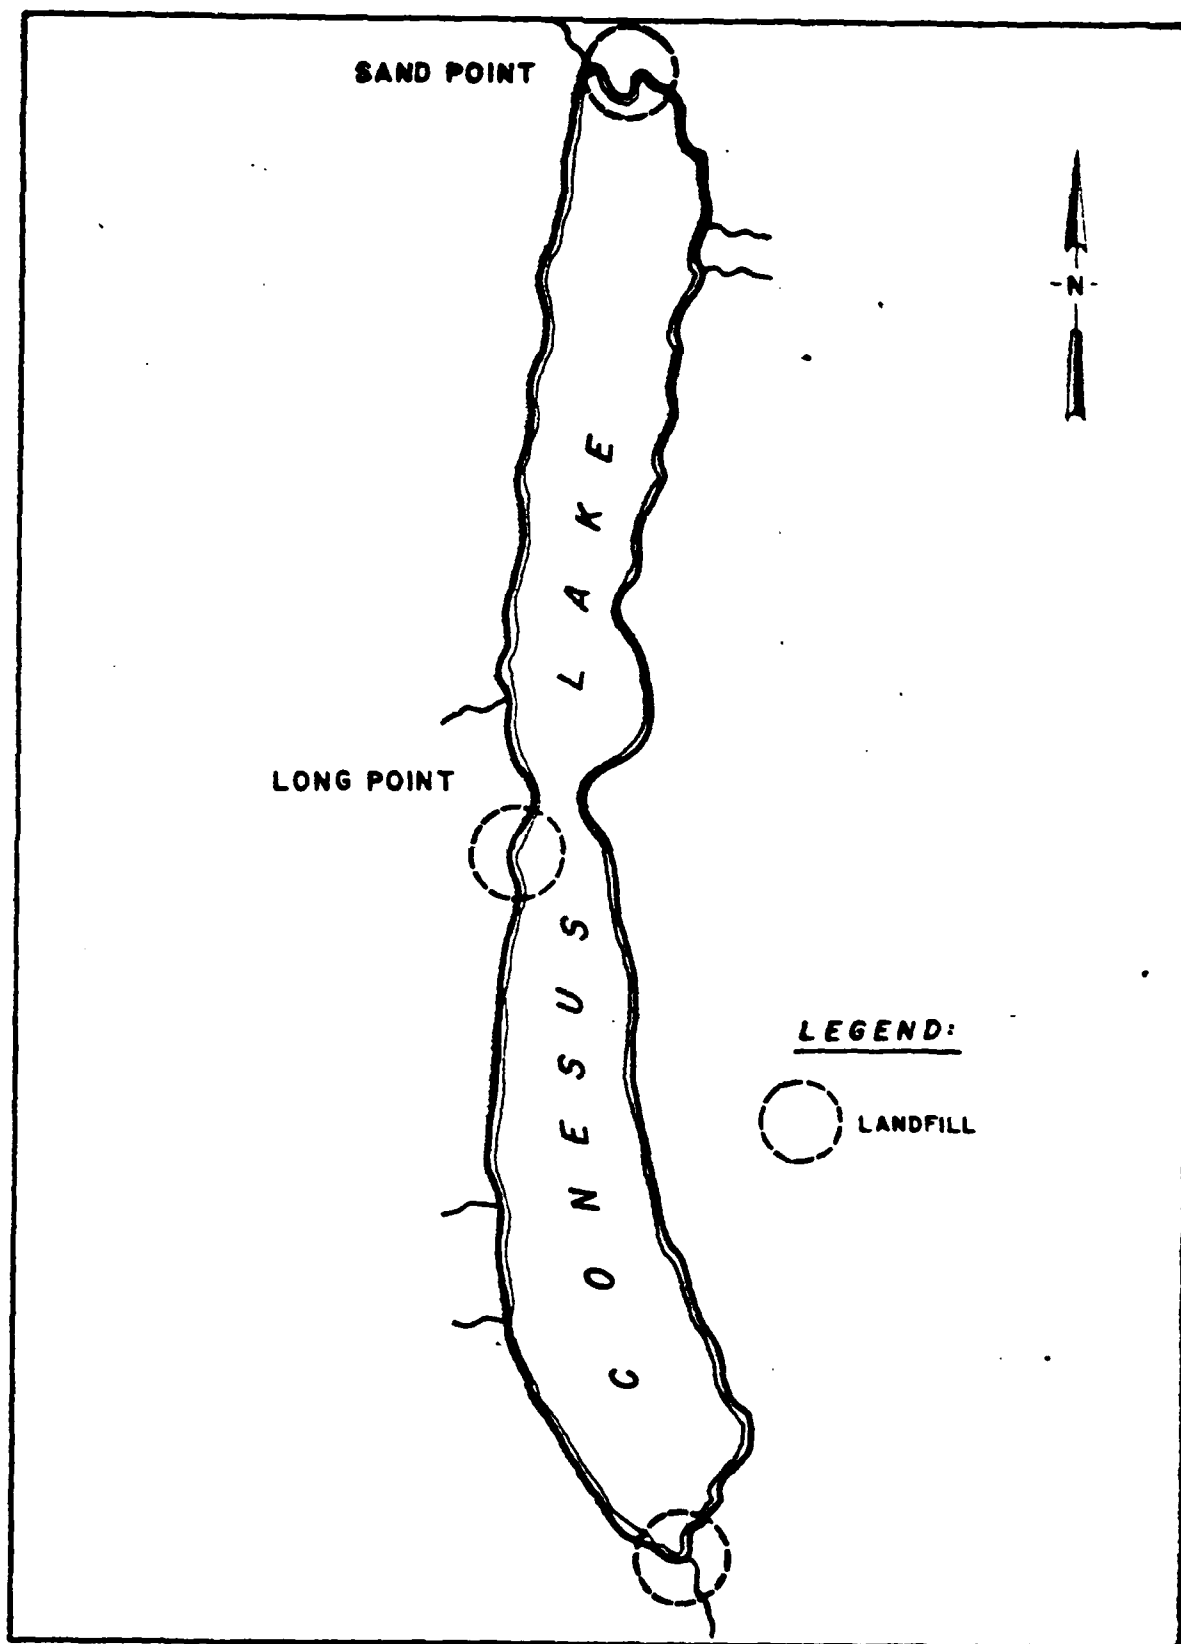 SAND POINT
-N-
LONG POINT
CONESUS LAKE
LEGEND:
LANDFILL